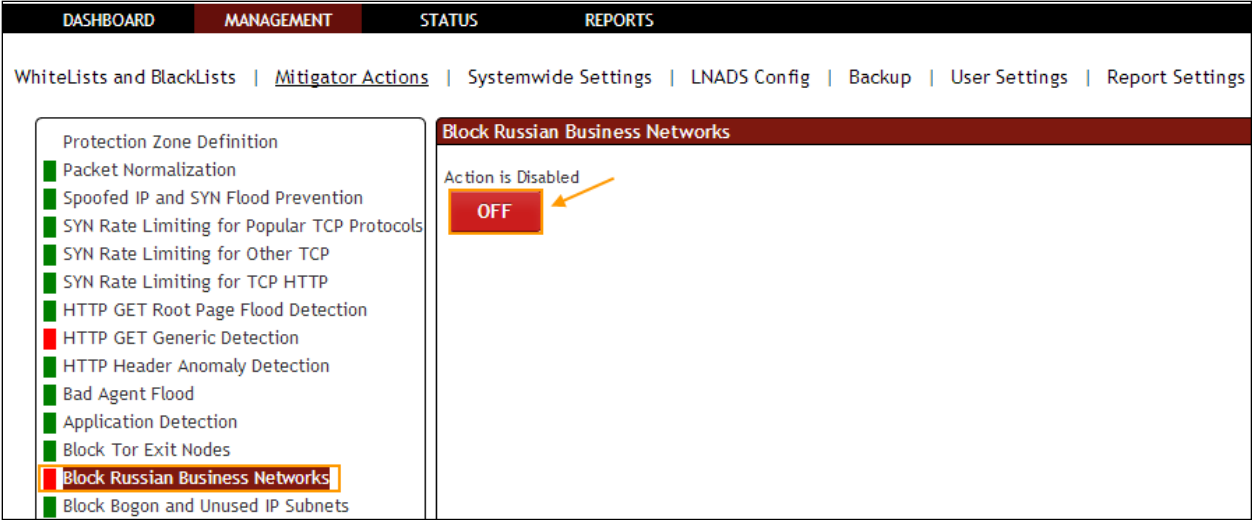 DASHBOARD MANAGEMENT STATUS REPORTS
WhiteLists and BlackLists | Mitigator Actions | Systemwide Settings | LNADS Config | Backup | User Settings | Report Settings
Protection Zone Definition
Packet Normalization
Spoofed IP and SYN Flood Prevention
SYN Rate Limiting for Popular TCP Protocols
SYN Rate Limiting for Other TCP
SYN Rate Limiting for TCP HTTP
HTTP GET Root Page Flood Detection
HTTP GET Generic Detection
HTTP Header Anomaly Detection
Bad Agent Flood
Application Detection
Block Tor Exit Nodes
Block Russian Business Networks
Block Bogon and Unused IP Subnets
Block Russian Business Networks
Action is Disabled
OFF